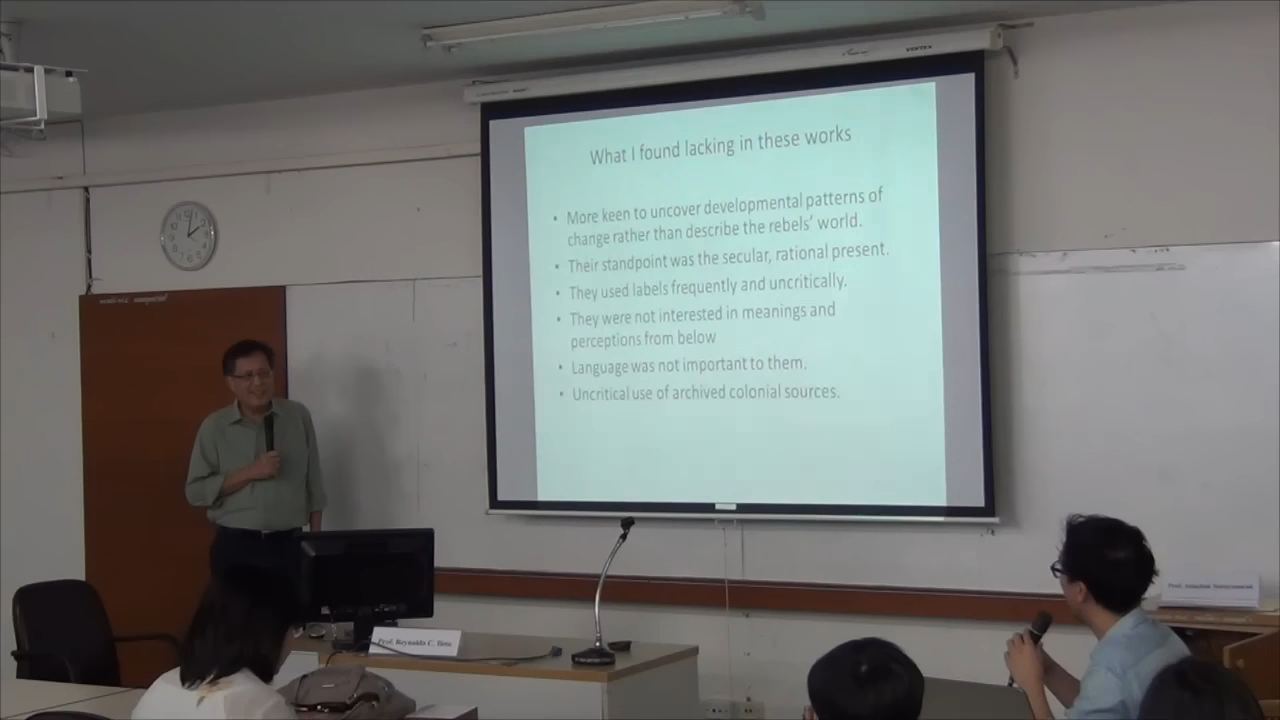 VERTEX
What I found lacking in these works
• More keen to uncover developmental patterns of
change rather than describe the rebels' world.
• Their standpoint was the secular, rational present.
• They used labels frequently and uncritically.
• They were not interested in meanings and
perceptions from below
• Language was not important to them.
• Uncritical use of archived colonial sources.
Prof. Reynaldo C. Ileto
Prof.